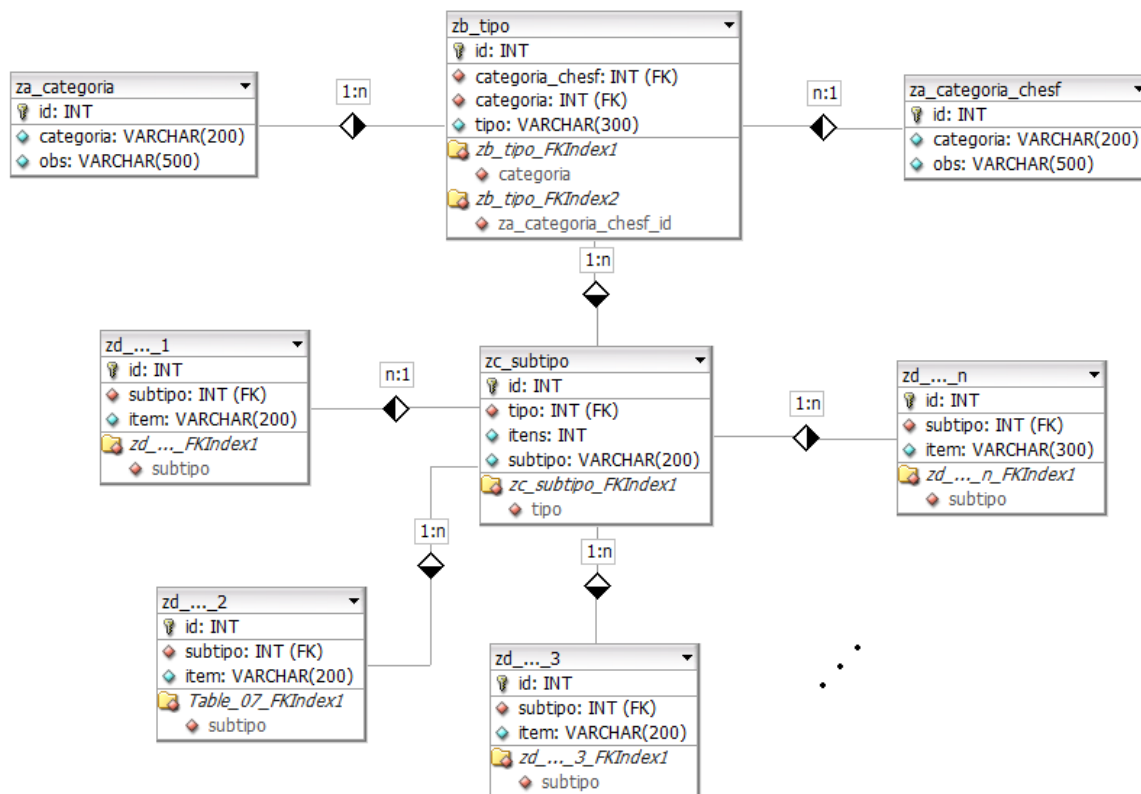 zb_tipo
id: INT
categoria_chesf: INT (FK)
categoria: INT (FK)
tipo: VARCHAR(300)
zb_tipo_FKIndex1
categoria
zb_tipo_FKIndex2
za_categoria_chesf_id
za_categoria
id: INT
categoria: VARCHAR(200)
obs: VARCHAR(500)
1:n
n:1
za_categoria_chesf
id: INT
categoria: VARCHAR(200)
obs: VARCHAR(500)
1:n
zd_..._1
id: INT
subtipo: INT (FK)
item: VARCHAR(200)
zd_..._FKIndex1
subtipo
n:1
zc_subtipo
id: INT
tipo: INT (FK)
itens: INT
subtipo: VARCHAR(200)
zc_subtipo_FKIndex1
tipo
1:n
zd_..._n
id: INT
subtipo: INT (FK)
item: VARCHAR(300)
zd_..._n_FKIndex1
subtipo
1:n
1:n
zd_..._2
id: INT
subtipo: INT (FK)
item: VARCHAR(200)
Table_07_FKIndex1
subtipo
zd_..._3
id: INT
subtipo: INT (FK)
item: VARCHAR(200)
zd_..._3_FKIndex1
subtipo